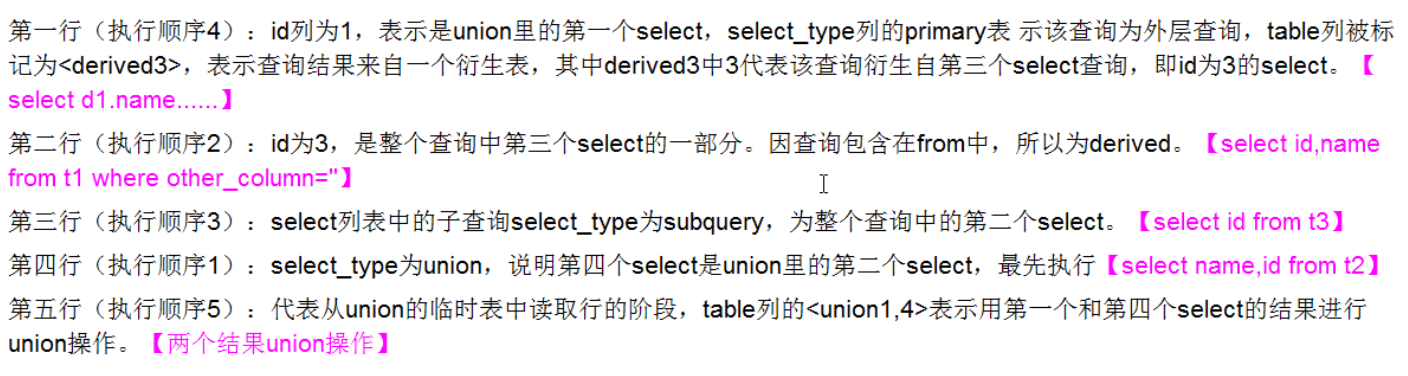 第一行（执行顺序4）：id列为1，表示是union里的第一个select，select_type列的primary表 示该查询为外层查询，table列被标
记为<derived3>，表示查询结果来自一个衍生表，其中derived3中3代表该查询衍生自第三个select查询，即id为3的select。【
select d1.name......】
第二行（执行顺序2）：id为3，是整个查询中第三个select的一部分。因查询包含在from中，所以为derived。【select id,name
from t1 where other_column=''】
第三行（执行顺序3）：select列表中的子查询select_type为subquery，为整个查询中的第二个select。【select id from t3】
第四行（执行顺序1）：select_type为union，说明第四个select是union里的第二个select，最先执行【select name,id from t2】
第五行（执行顺序5）：代表从union的临时表中读取行的阶段，table列的<union1,4>表示用第一个和第四个select的结果进行
union操作。【两个结果union操作】